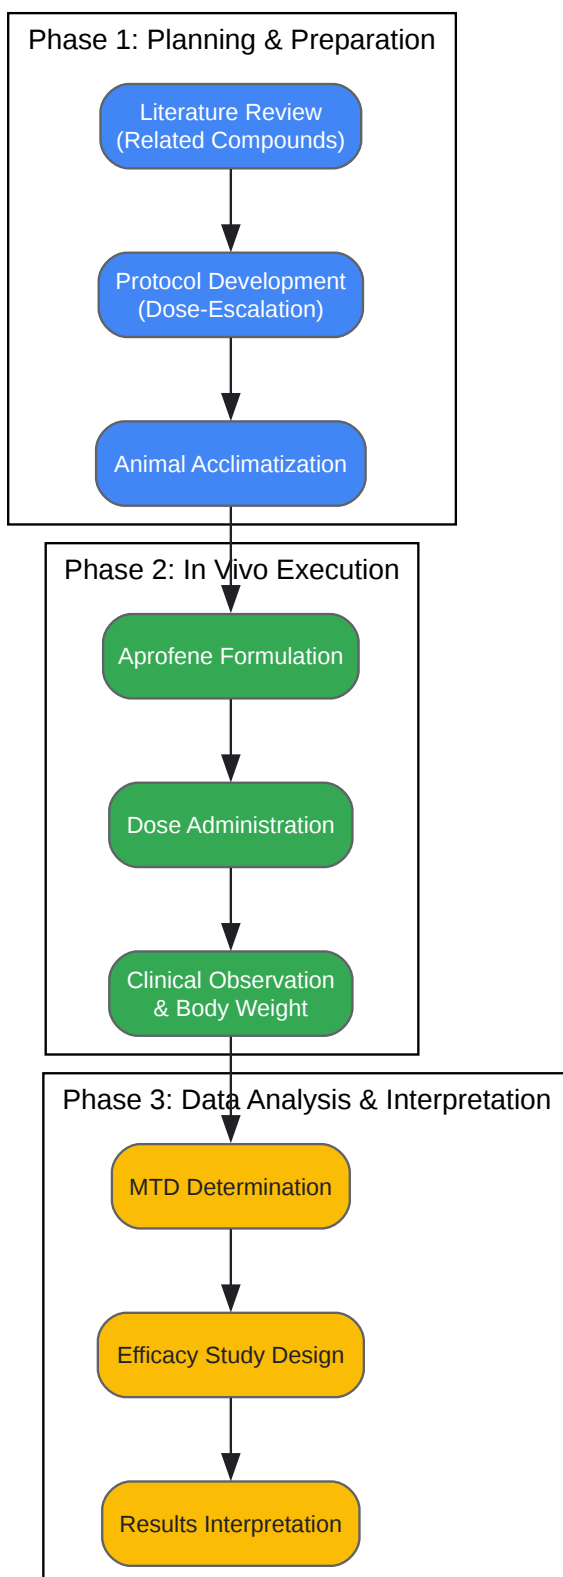 Phase 1: Planning & Preparation
Literature Review
(Related Compounds)
Protocol Development
(Dose-Escalation)
Animal Acclimatization
Phase 2: In Vivo Execution
Aprofene Formulation
Dose Administration
Clinical Observation
& Body Weight
Phase 3: Data Analysis & Interpretation
MTD Determination
Efficacy Study Design
Results Interpretation